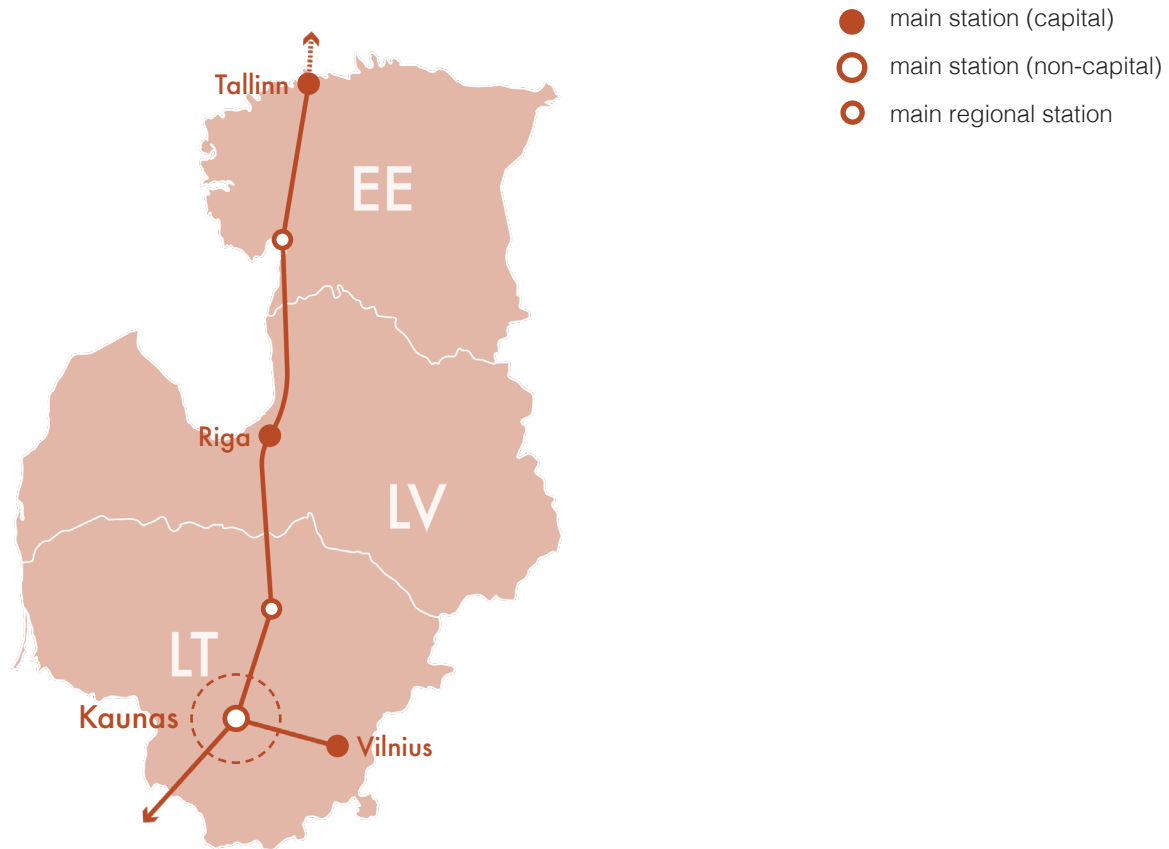 main station (capital)
main station (non-capital)
main regional station
Tallinn
EE
Riga
LV
LT
Kaunas
Vilnius